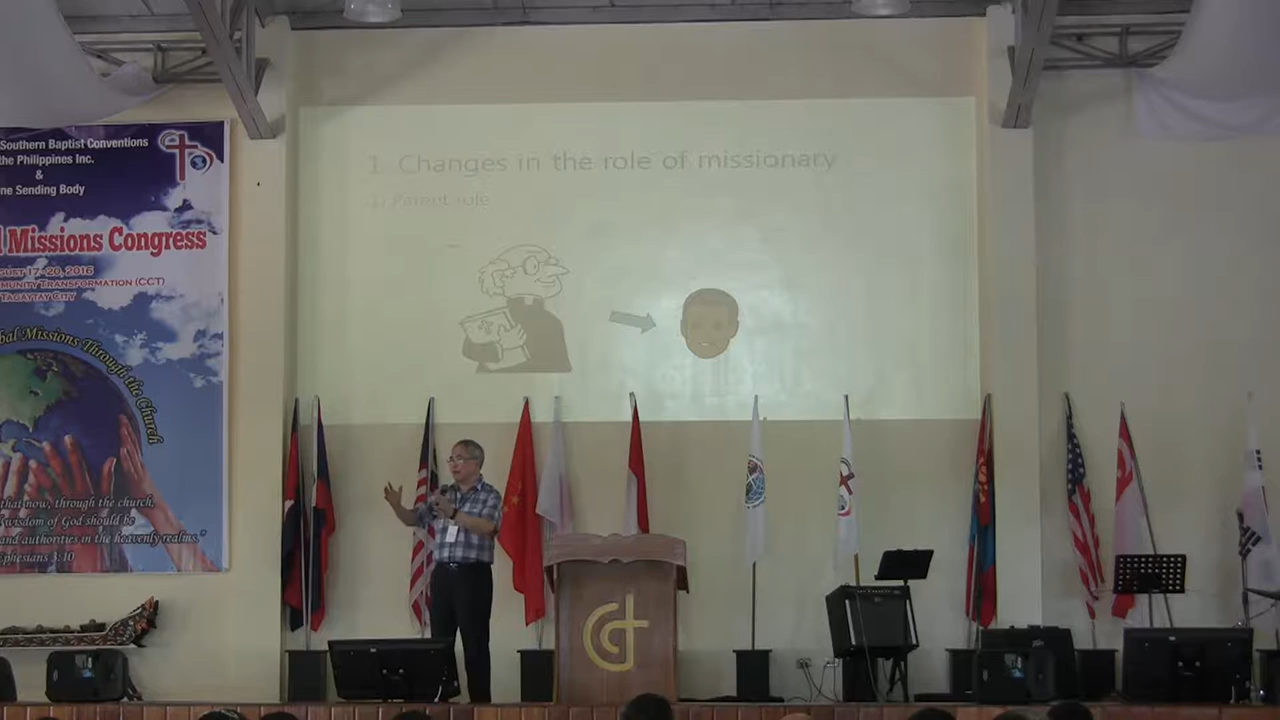 Southern Baptist Conventions
the Philippines Inc.
&
ne Sending Body
Missions Congress
UST 17-20, 2016
MUNITY TRANSFORMATION (CCT)
TAGAYTAY CITY
bal Missions Through the Church
that now, through the church,
wisdom of God should be
and authorities in the heavenly realms,"
Ephesians 3:10
1. Changes in the role of missionary
1) Parent role